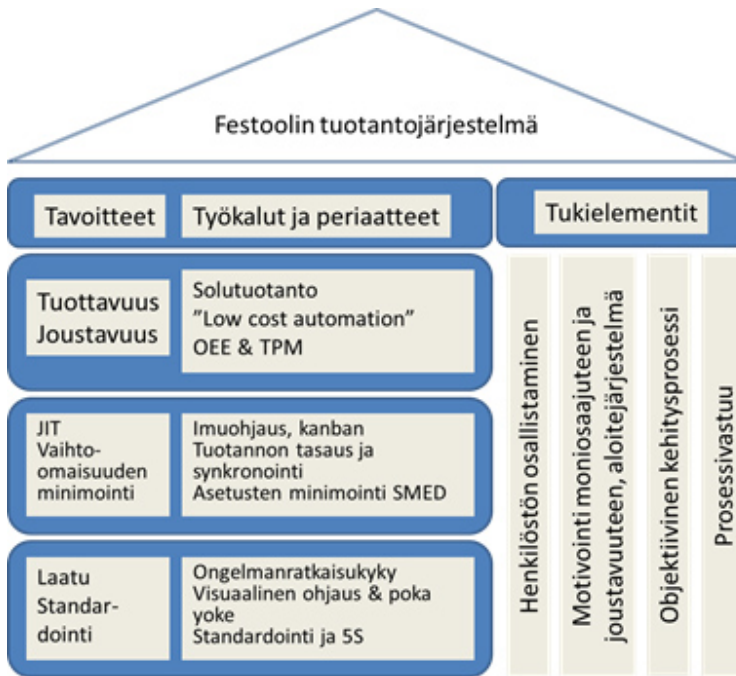 Festoolin tuotantojärjestelmä
Tavoitteet
Työkalut ja periaatteet
Tukielementit
Tuottavuus
Joustavuus
Solutuotanto
”Low cost automation”
OEE & TPM
JIT
Vaihto-
omaisuuden
minimointi
Imuohjaus, kanban
Tuotannon tasaus ja
synkronointi
Asetusten minimointi SMED
Laatu
Standar-
dointi
Ongelmanratkaisukyky
Visuaalinen ohjaus & poka
yoke
Standardointi ja 5S
Henkilöstön osallistaminen
Motivointi moniosaajuteen ja
joustavuuteen, aloitejärjestelmä
Objektiivinen kehitysprosessi
Prosessivastuu